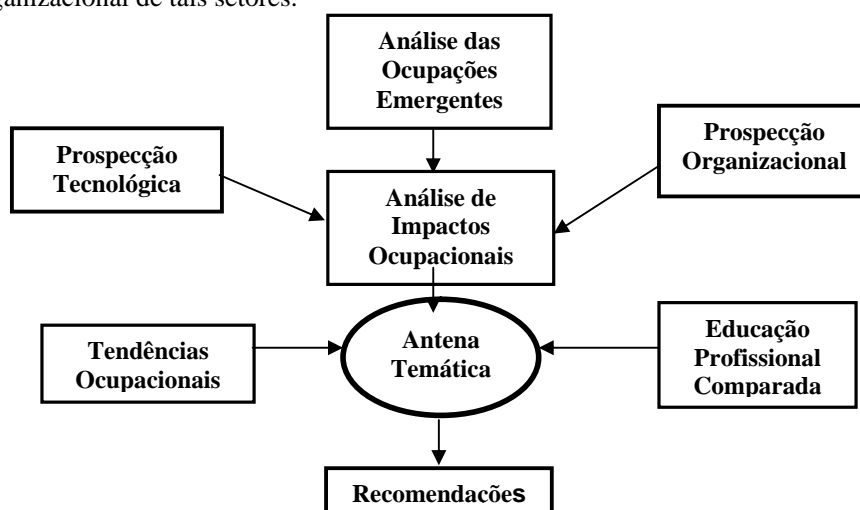 ganizacional de tais setores.
Análise das
Ocupações
Emergentes
Prospecção
Tecnológica
Prospecção
Organizacional
Análise de
Impactos
Ocupacionais
Tendências
Ocupacionais
Antena
Temática
Educação
Profissional
Comparada
Recomendações